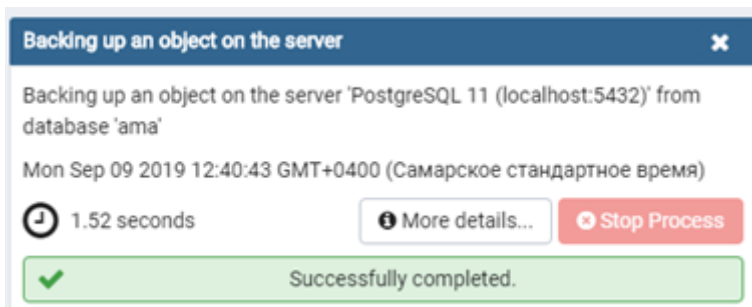 Backing up an object on the server
Backing up an object on the server 'PostgreSQL 11 (localhost:5432)' from
database 'ama'
Mon Sep 09 2019 12:40:43 GMT+0400 (Самарское стандартное время)
1.52 seconds
More details...
Stop Process
Successfully completed.